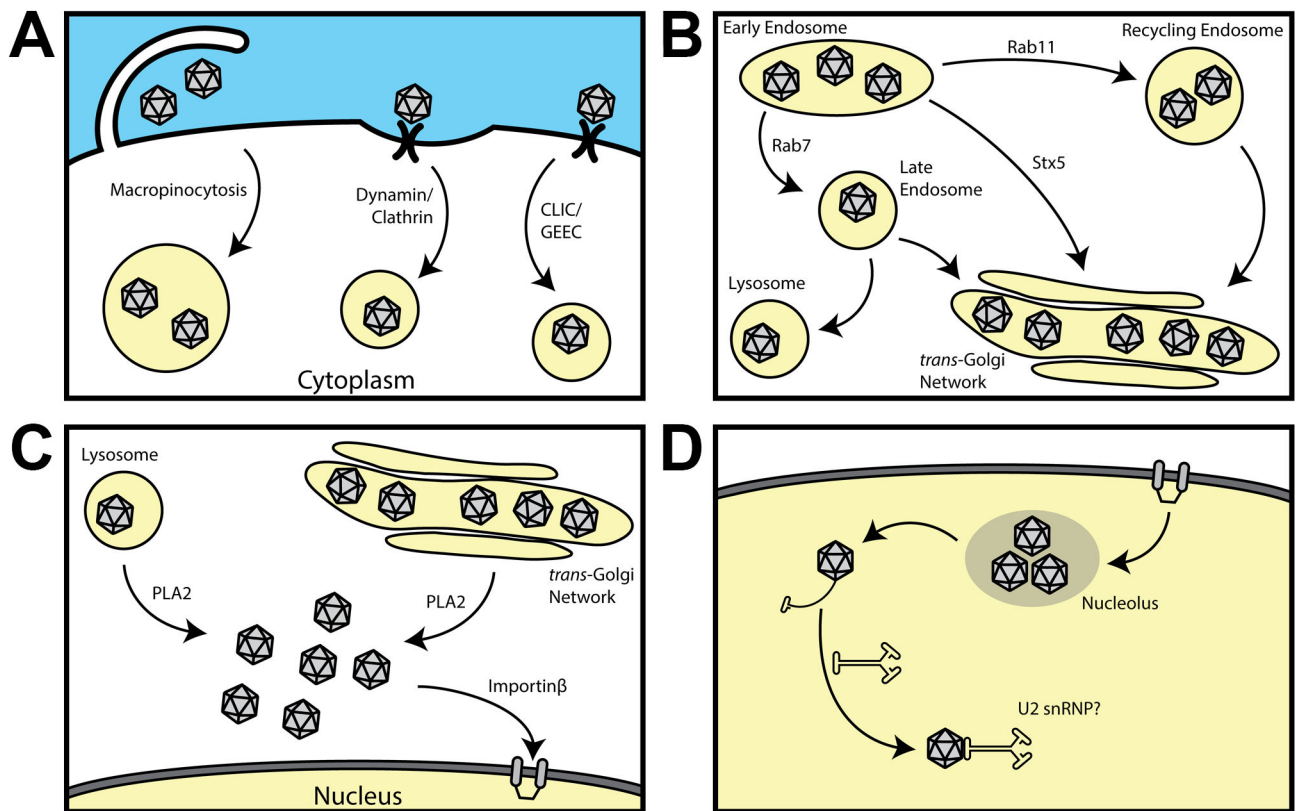 A
Macropinocytosis
Dynamin/
Clathrin
CLIC/
GEEC
Cytoplasm
B
Early Endosome
Rab11
Recycling Endosome
Rab7
Late
Endosome
Stx5
Lysosome
trans-Golgi
Network
C
Lysosome
PLA2
PLA2
trans-Golgi
Network
Importinβ
Nucleus
D
Nucleolus
U2 snRNP?